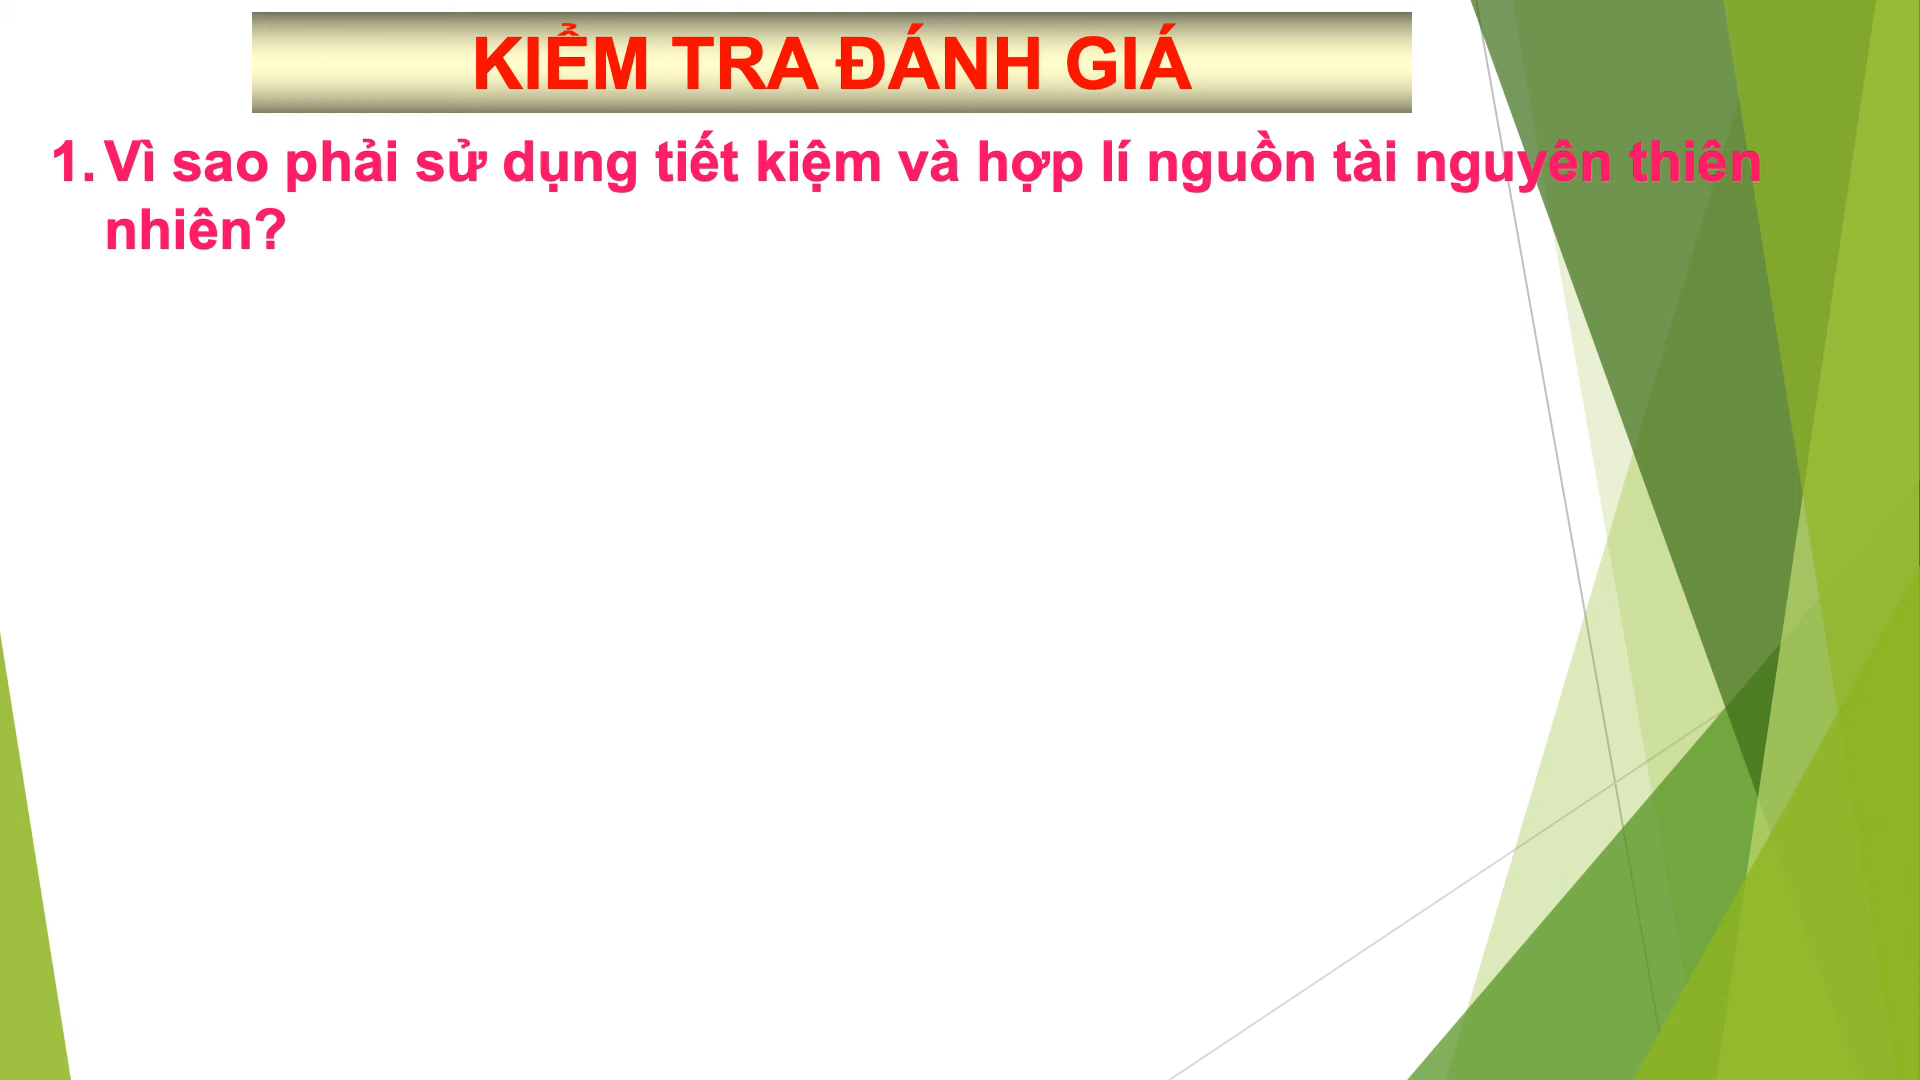 KIỂM TRA ĐÁNH GIÁ
1. Vì sao phải sử dụng tiết kiệm và hợp lí nguồn tài nguyên thiên
nhiên?